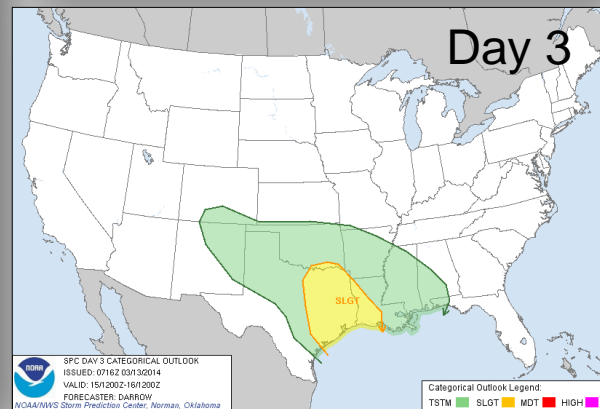 Day 3
SLGT
NOAA
SPC DAY 3 CATEGORICAL OUTLOOK
ISSUED: 0716Z 03/13/2014
VALID: 15/1200Z-16/1200Z
FORECASTER: DARROW
NOAA/NWS Storm Prediction Center, Norman, Oklahoma
Categorical Outlook Legend:
TSTM SLGT MDT HIGH